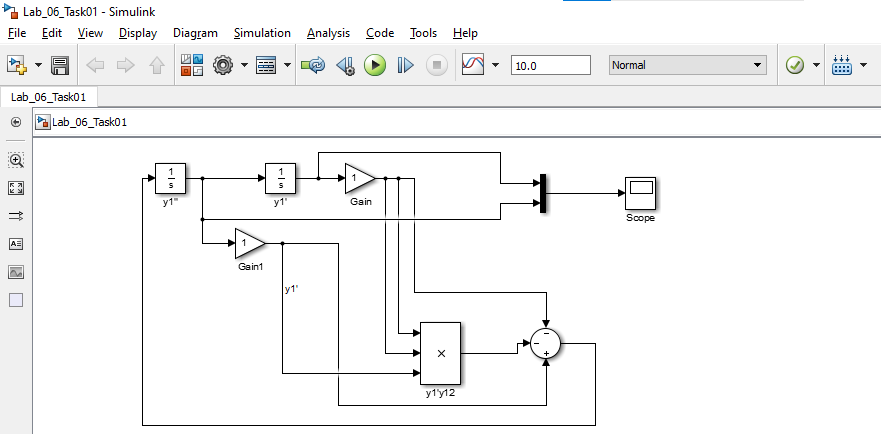 Lab_06_Task01 - Simulink
File Edit View Display Diagram Simulation Analysis Code Tools Help
10.0 Normal
Lab_06_Task01
Lab_06_Task01
1
s
y1''
1
s
y1'
1
Gain
Scope
1
Gain1
y1'
×
y1'y12
−
−
+